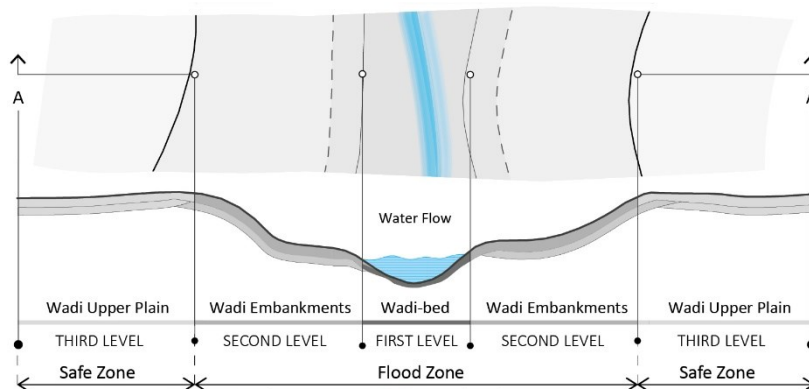 A
A
Water Flow
Wadi Upper Plain
Wadi Embankments
Wadi-bed
Wadi Embankments
Wadi Upper Plain
THIRD LEVEL
SECOND LEVEL
FIRST LEVEL
SECOND LEVEL
THIRD LEVEL
Safe Zone
Flood Zone
Safe Zone